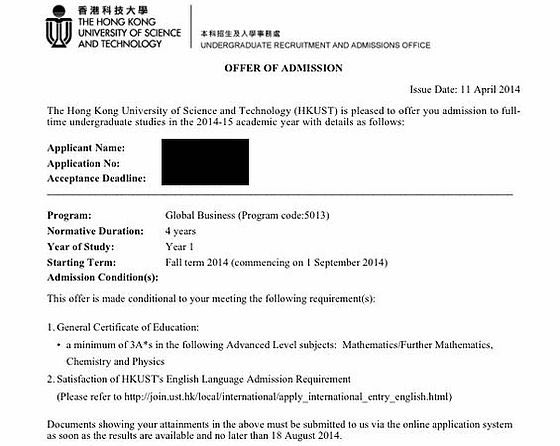 香港科技大學
THE HONG KONG
UNIVERSITY OF SCIENCE
AND TECHNOLOGY
本科招生及入學事務處
UNDERGRADUATE RECRUITMENT AND ADMISSIONS OFFICE
OFFER OF ADMISSION
Issue Date: 11 April 2014
The Hong Kong University of Science and Technology (HKUST) is pleased to offer you admission to full-
time undergraduate studies in the 2014-15 academic year with details as follows:
Applicant Name:
Application No:
Acceptance Deadline:
Program: Global Business (Program code:5013)
Normative Duration: 4 years
Year of Study: Year 1
Starting Term: Fall term 2014 (commencing on 1 September 2014)
Admission Condition(s):
This offer is made conditional to your meeting the following requirement(s):
1. General Certificate of Education:
• a minimum of 3A*s in the following Advanced Level subjects: Mathematics/Further Mathematics,
Chemistry and Physics
2. Satisfaction of HKUST's English Language Admission Requirement
(Please refer to http://join.ust.hk/local/international/apply_international_entry_english.html)
Documents showing your attainments in the above must be submitted to us via the online application system
as soon as the results are available and no later than 18 August 2014.